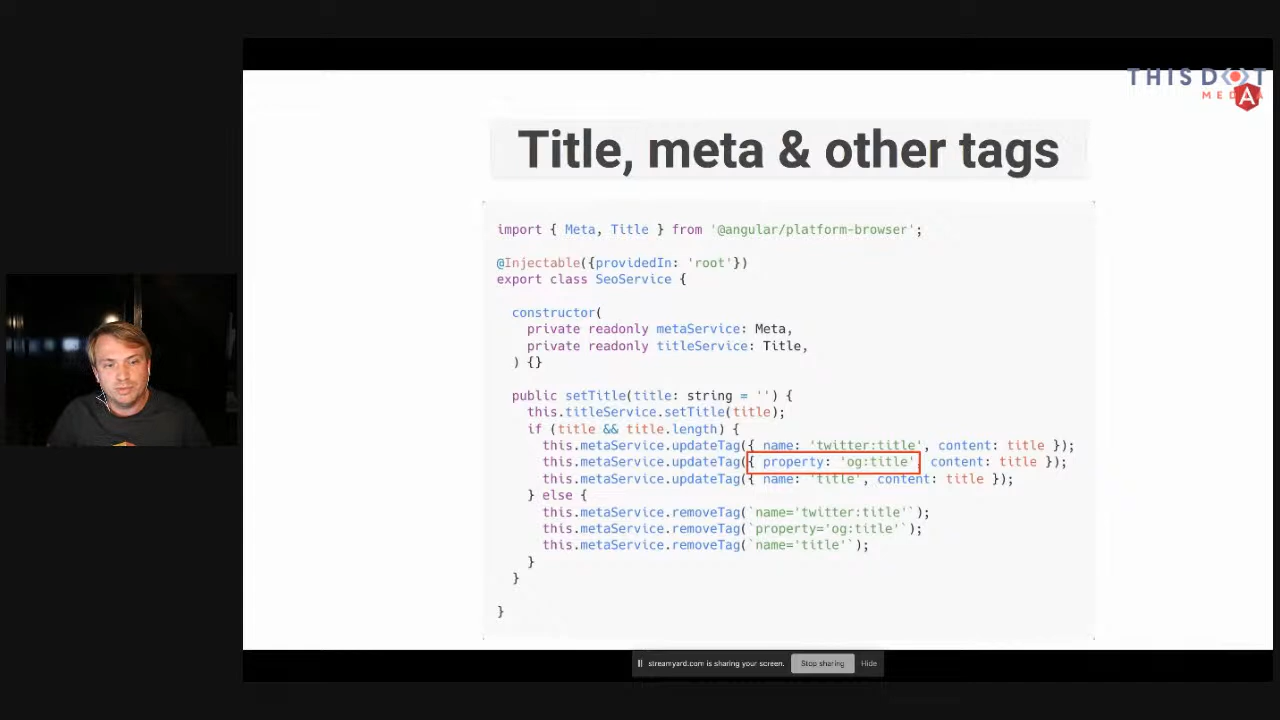 THIS DOT
MEDIA
Title, meta & other tags
import { Meta, Title } from '@angular/platform-browser';
@Injectable({providedIn: 'root'})
export class SeoService {
constructor(
private readonly metaService: Meta,
private readonly titleService: Title,
) {}
public setTitle(title: string = '') {
this.titleService.setTitle(title);
if (title && title.length) {
this.metaService.updateTag({ name: 'twitter:title', content: title });
this.metaService.updateTag({ property: 'og:title', content: title });
this.metaService.updateTag({ name: 'title', content: title });
} else {
this.metaService.removeTag(`name='twitter:title'`);
this.metaService.removeTag(`property='og:title'`);
this.metaService.removeTag(`name='title'`);
}
}
}
streamyard.com is sharing your screen. Stop sharing Hide